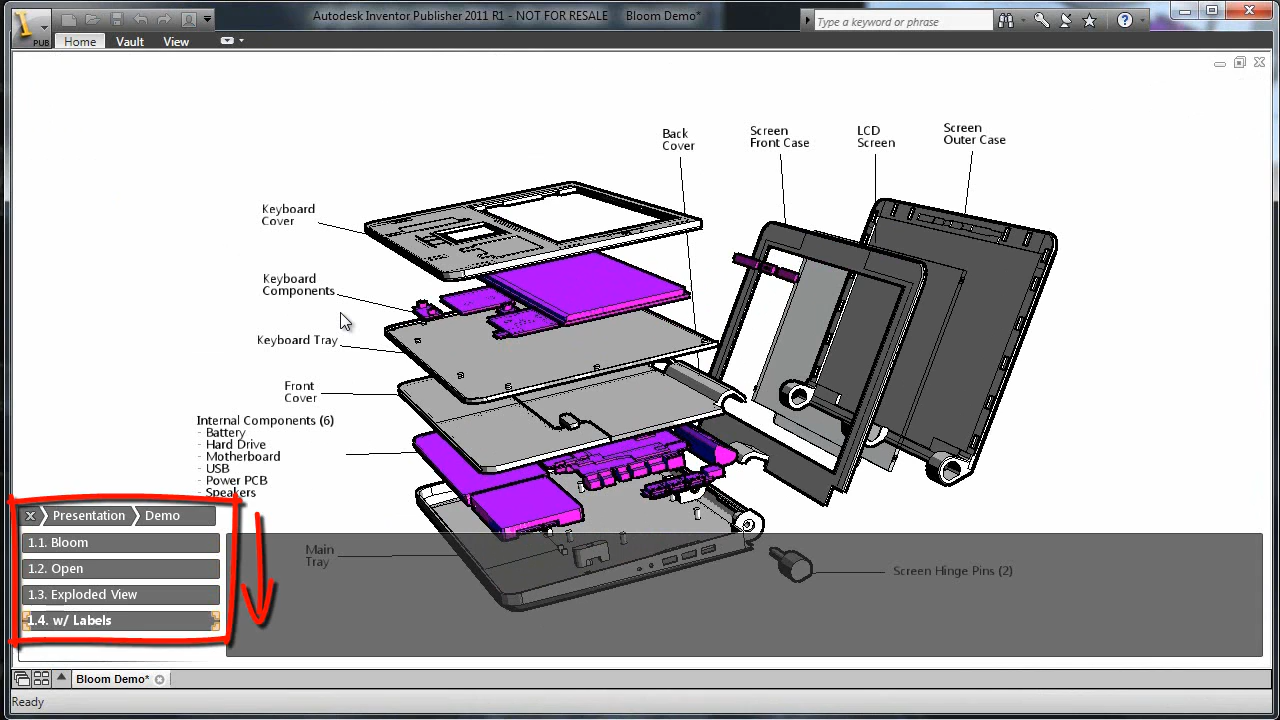 Autodesk Inventor Publisher 2011 R1 - NOT FOR RESALE Bloom Demo*
Type a keyword or phrase
PUB
Home Vault View
Back
Cover
Screen
Front Case
LCD
Screen
Screen
Outer Case
Keyboard
Cover
Keyboard
Components
Keyboard Tray
Front
Cover
Internal Components (6)
- Battery
- Hard Drive
- Motherboard
- USB
- Power PCB
- Speakers
Presentation Demo
1.1. Bloom
1.2. Open
1.3. Exploded View
1.4. w/ Labels
Main
Tray
Screen Hinge Pins (2)
Bloom Demo*
Ready